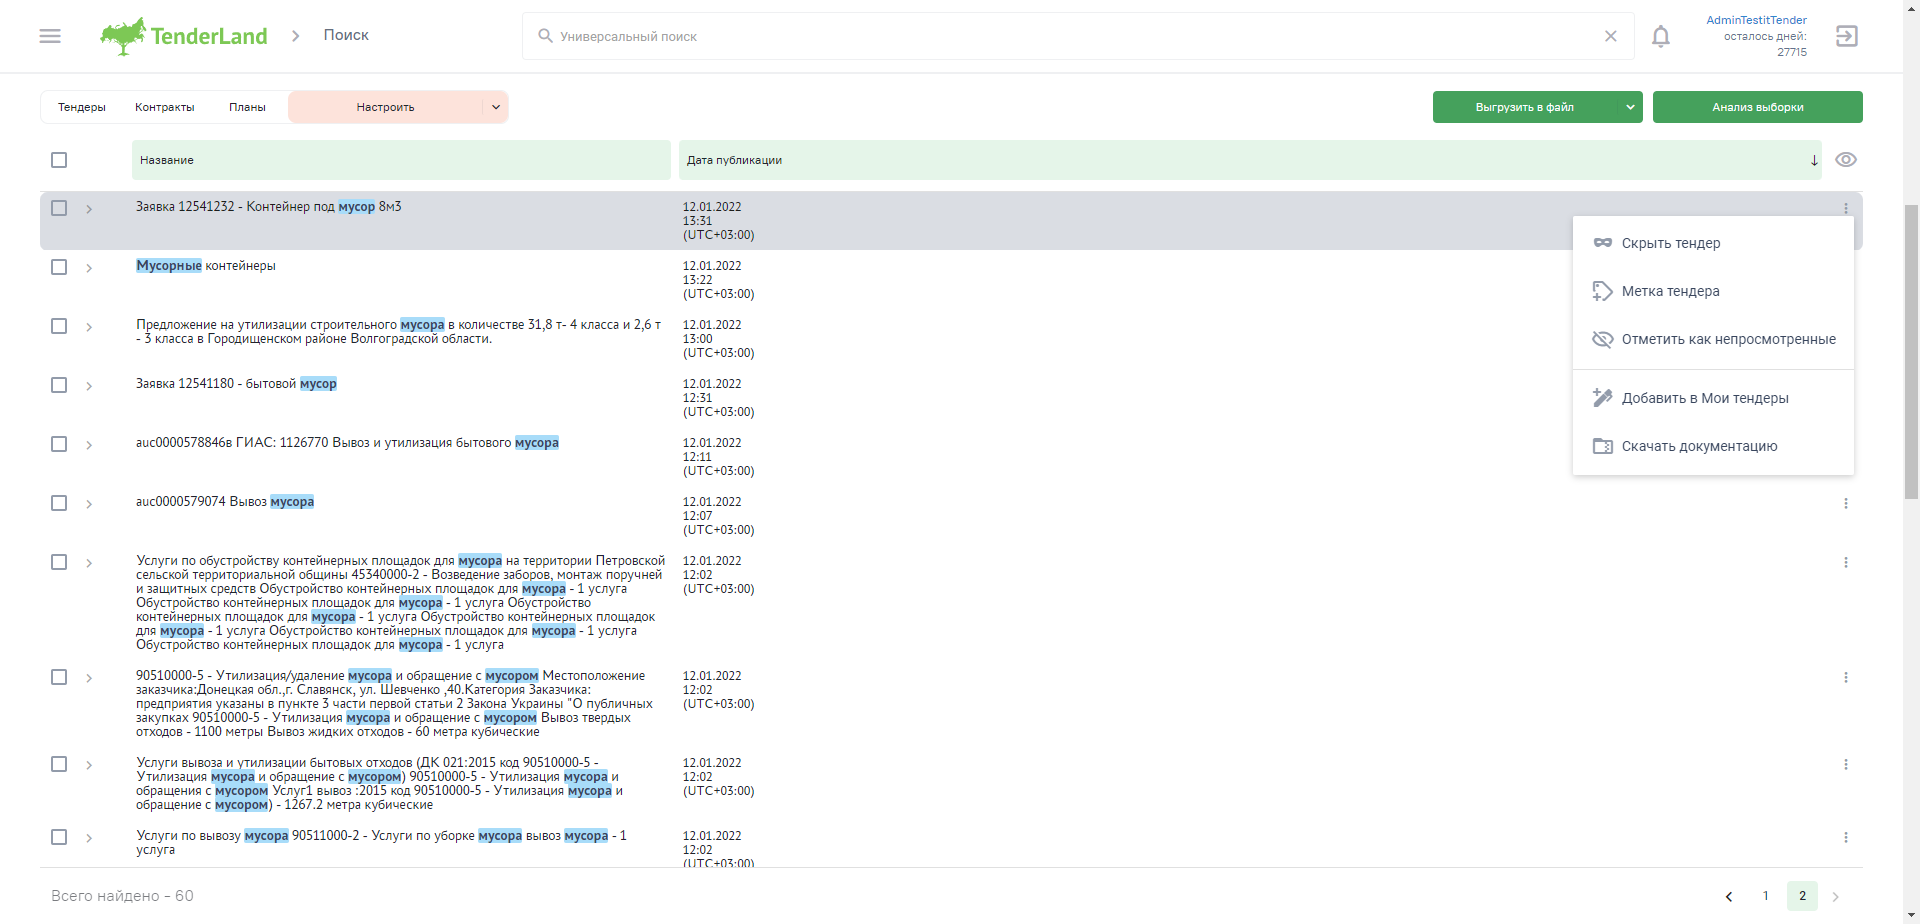 TenderLand
Поиск
Универсальный поиск
AdminTestitTender
осталось дней:
27715
Тендеры
Контракты
Планы
Настроить
Выгрузить в файл
Анализ выборки
Название
Дата публикации
Заявка 12541232 - Контейнер под мусор 8м3
12.01.2022
13:31
(UTC+03:00)
Скрыть тендер
Метка тендера
Отметить как непросмотренные
Добавить в Мои тендеры
Скачать документацию
Мусорные контейнеры
12.01.2022
13:22
(UTC+03:00)
Предложение на утилизации строительного мусора в количестве 31,8 т- 4 класса и 2,6 т
- 3 класса в Городищенском районе Волгоградской области.
12.01.2022
13:00
(UTC+03:00)
Заявка 12541180 - бытовой мусор
12.01.2022
12:31
(UTC+03:00)
auc0000578846в ГИАС: 1126770 Вывоз и утилизация бытового мусора
12.01.2022
12:11
(UTC+03:00)
auc0000579074 Вывоз мусора
12.01.2022
12:07
(UTC+03:00)
Услуги по обустройству контейнерных площадок для мусора на территории Петровской
сельской территориальной общины 45340000-2 - Возведение заборов, монтаж поручней
и защитных средств Обустройство контейнерных площадок для мусора - 1 услуга
Обустройство контейнерных площадок для мусора - 1 услуга Обустройство
контейнерных площадок для мусора - 1 услуга Обустройство контейнерных площадок
для мусора - 1 услуга Обустройство контейнерных площадок для мусора - 1 услуга
Обустройство контейнерных площадок для мусора - 1 услуга
12.01.2022
12:02
(UTC+03:00)
90510000-5 - Утилизация/удаление мусора и обращение с мусором Местоположение
заказчика:Донецкая обл.,г. Славянск, ул. Шевченко ,40.Категория Заказчика:
предприятия указаны в пункте 3 части первой статьи 2 Закона Украины "О публичных
закупках 90510000-5 - Утилизация мусора и обращение с мусором Вывоз твердых
отходов - 1100 метры Вывоз жидких отходов - 60 метра кубические
12.01.2022
12:02
(UTC+03:00)
Услуги вывоза и утилизации бытовых отходов (ДК 021:2015 код 90510000-5 -
Утилизация мусора и обращение с мусором) 90510000-5 - Утилизация мусора и
обращения с мусором Услуг1 вывоз :2015 код 90510000-5 - Утилизация мусора и
обращение с мусором) - 1267.2 метра кубические
12.01.2022
12:02
(UTC+03:00)
Услуги по вывозу мусора 90511000-2 - Услуги по уборке мусора вывоз мусора - 1
услуга
12.01.2022
12:02
(UTC+03:00)
Всего найдено - 60
1
2